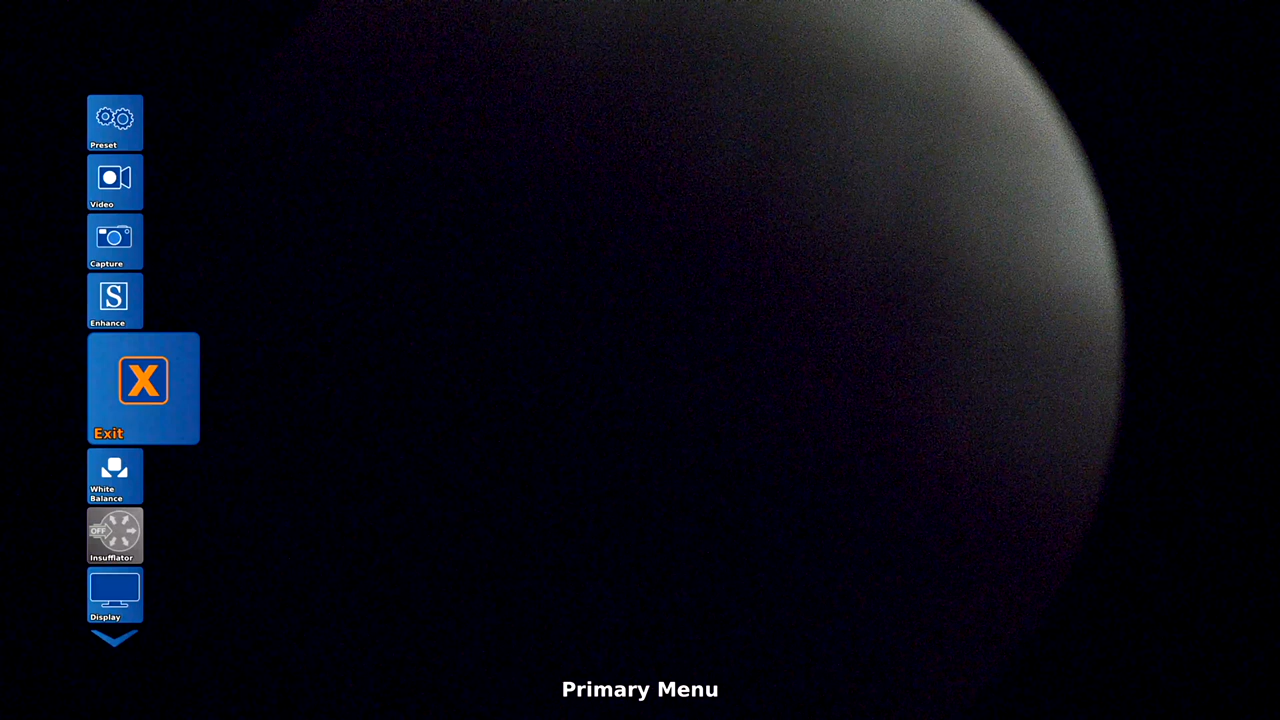 Preset
Video
Capture
S
Enhance
X
Exit
White
Balance
OFF
Insufflator
Display
Primary Menu